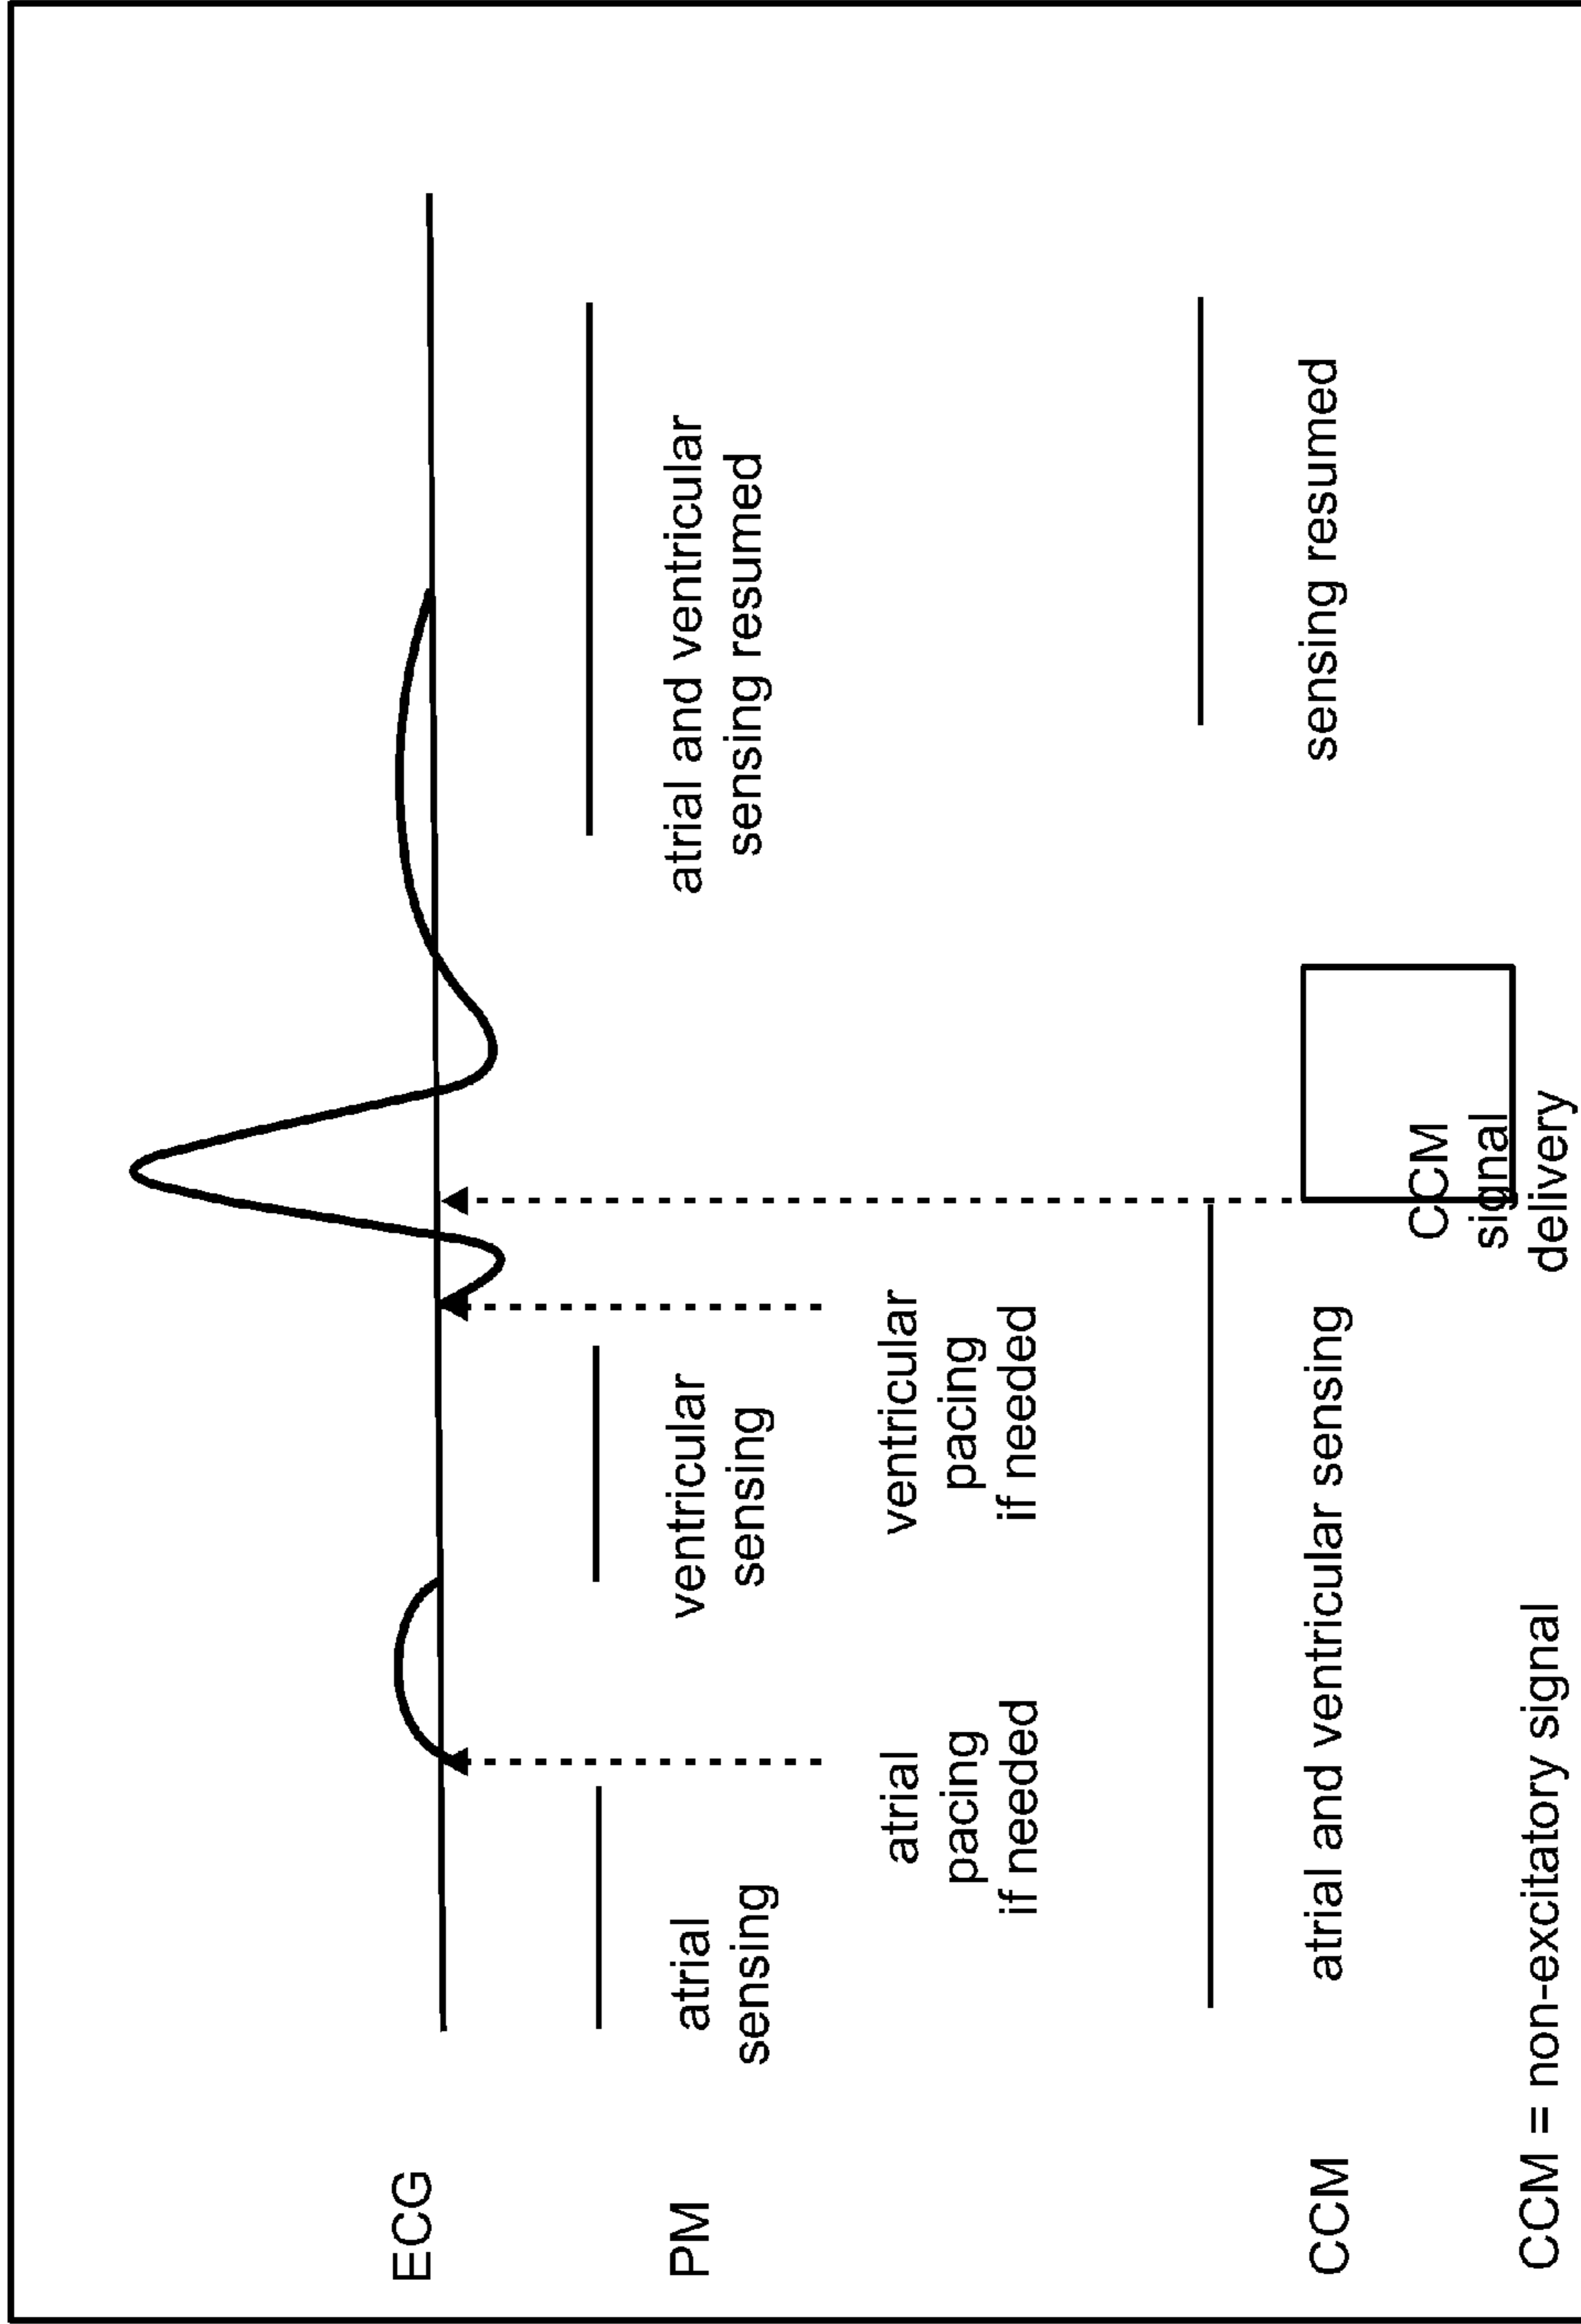 ECG
PM
atrial
sensing
ventricular
sensing
atrial and ventricular
sensing resumed
atrial
pacing
if needed
ventricular
pacing
if needed
CCM
atrial and ventricular sensing
sensing resumed
CCM
signal
delivery
CCM = non-excitatory signal